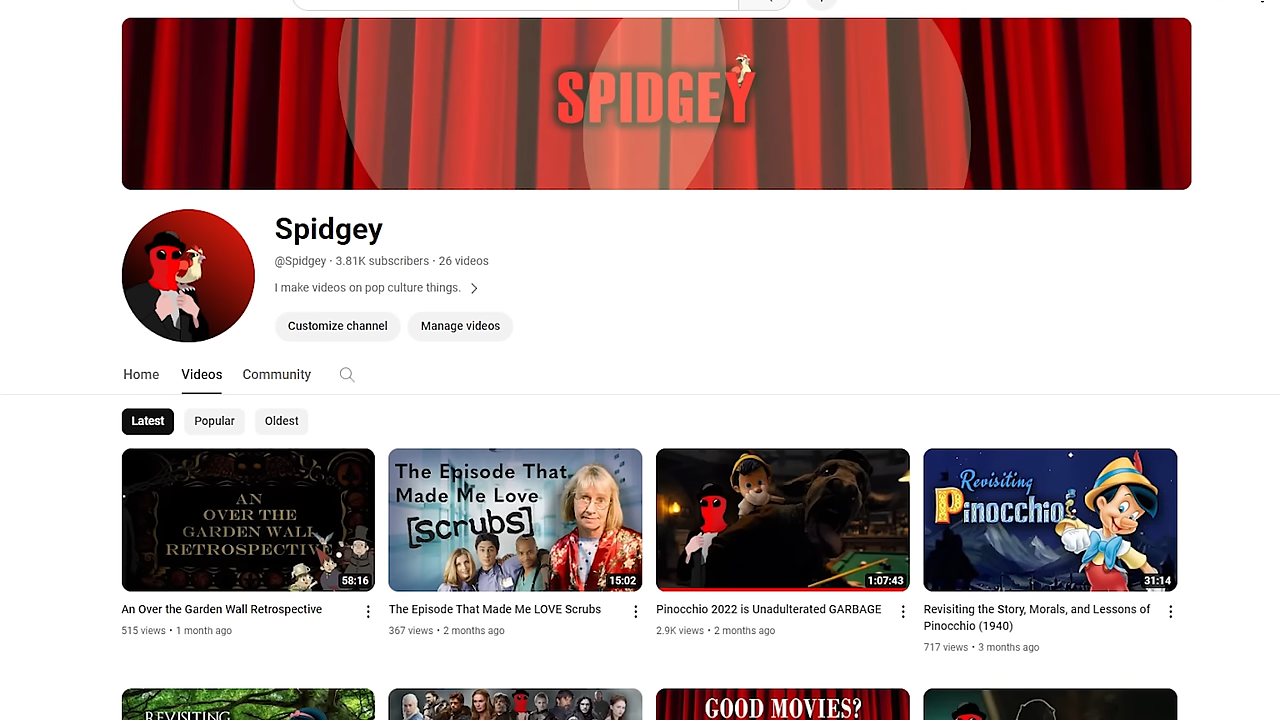 SPIDGEY
Spidgey
@Spidgey · 3.81K subscribers · 26 videos
I make videos on pop culture things.
Customize channel
Manage videos
Home
Videos
Community
Latest
Popular
Oldest
AN
OVER THE
GARDEN WALL
RETROSPECTIVE
58:16
The Episode That
Made Me Love
[scrubs]
15:02
1:07:43
Revisiting
Pinocchio
31:14
An Over the Garden Wall Retrospective
515 views • 1 month ago
The Episode That Made Me LOVE Scrubs
367 views • 2 months ago
Pinocchio 2022 is Unadulterated GARBAGE
2.9K views • 2 months ago
Revisiting the Story, Morals, and Lessons of
Pinocchio (1940)
717 views • 3 months ago
REVISITING
GOOD MOVIES?